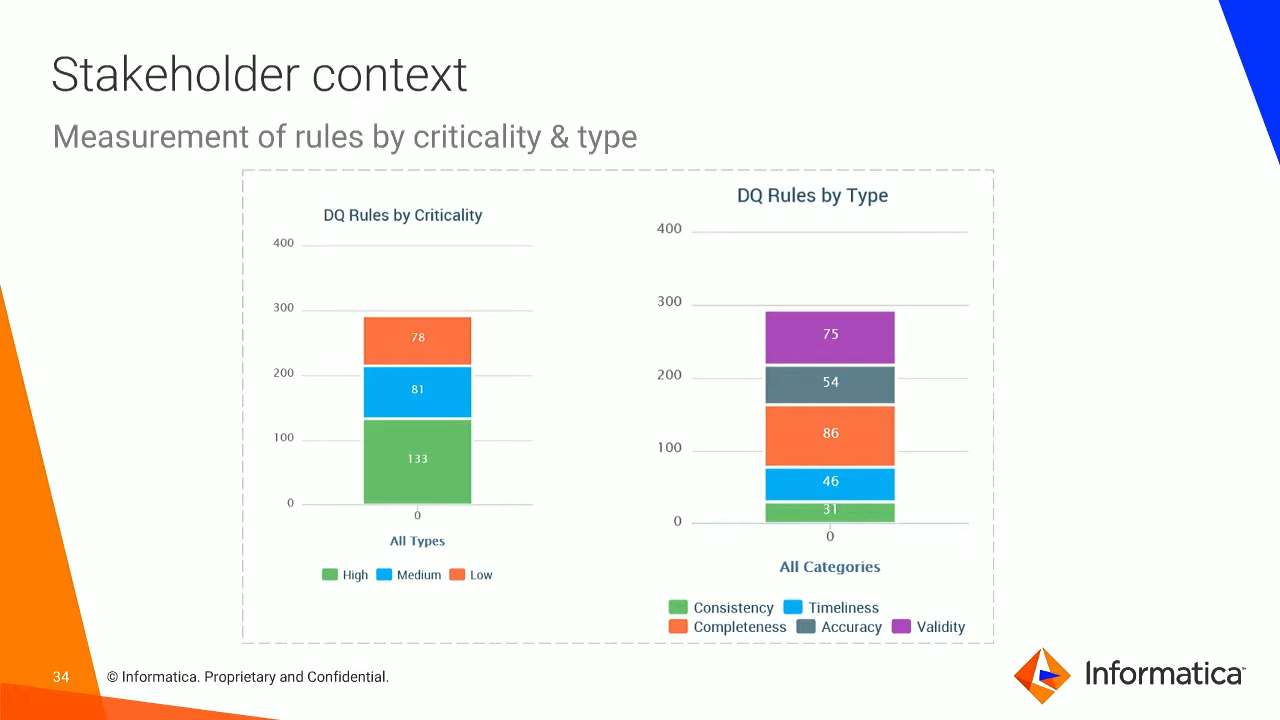 Stakeholder context
Measurement of rules by criticality & type
DQ Rules by Criticality
400
300
200
100
0
78
81
133
0
All Types
High Medium Low
DQ Rules by Type
400
300
200
100
0
75
54
86
46
31
0
All Categories
Consistency Timeliness
Completeness Accuracy Validity
34 © Informatica. Proprietary and Confidential.
Informatica™